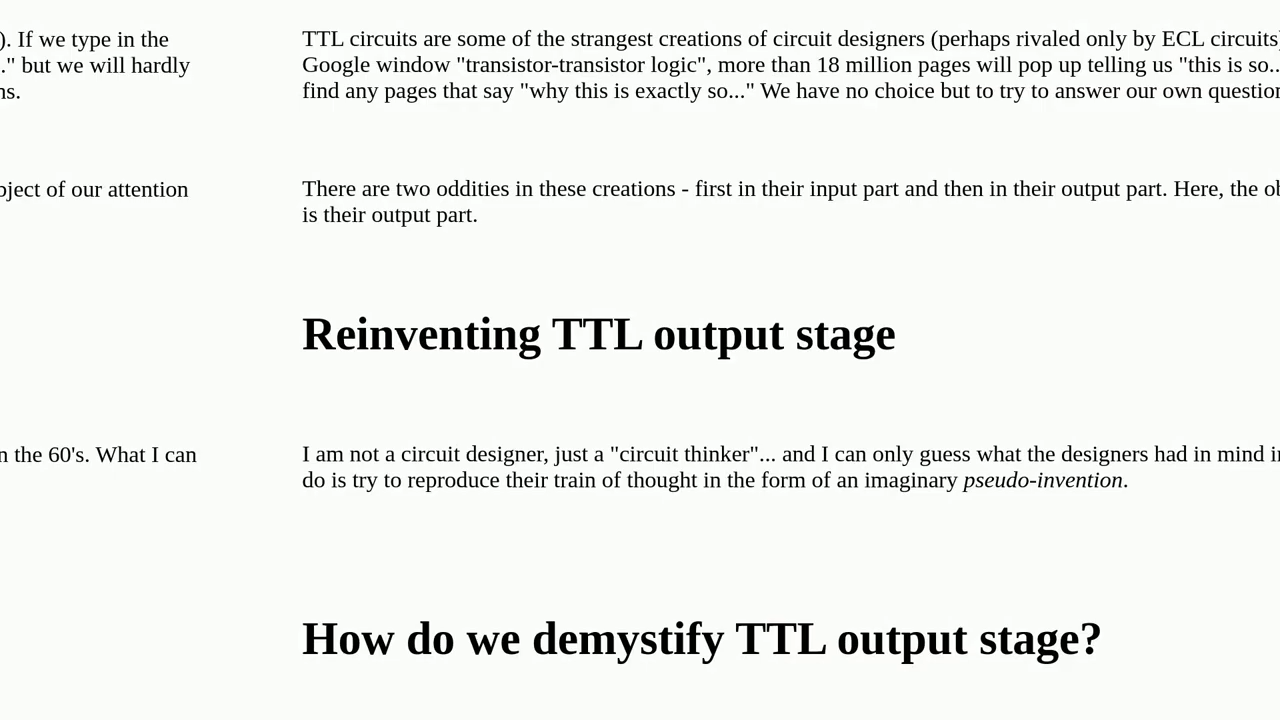 ). If we type in the
." but we will hardly
ns.
bject of our attention
n the 60's. What I can
TTL circuits are some of the strangest creations of circuit designers (perhaps rivaled only by ECL circuits)
Google window "transistor-transistor logic", more than 18 million pages will pop up telling us "this is so..
find any pages that say "why this is exactly so..." We have no choice but to try to answer our own question
There are two oddities in these creations - first in their input part and then in their output part. Here, the ob
is their output part.
Reinventing TTL output stage
I am not a circuit designer, just a "circuit thinker"... and I can only guess what the designers had in mind in
do is try to reproduce their train of thought in the form of an imaginary pseudo-invention.
How do we demystify TTL output stage?